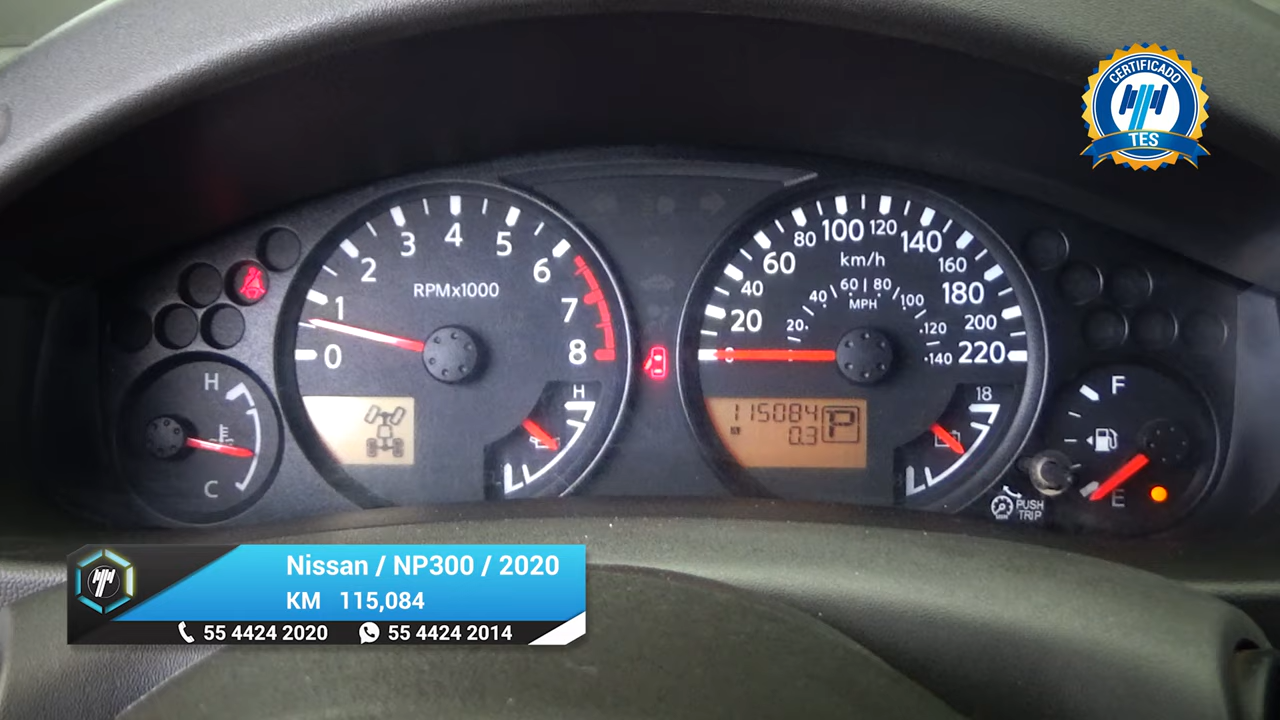 CERTIFICADO
TES
0 1 2 3 4 5 6 7 8
RPMx1000
0 20 40 60 80 100 120 140 160 180 200 220
km/h
20 40 60 80 100 120 140
MPH
H
C
H
L
115084
A
0.3
P
18
L
F
E
PUSH
TRIP
Nissan / NP300 / 2020
KM 115,084
55 4424 2020 55 4424 2014